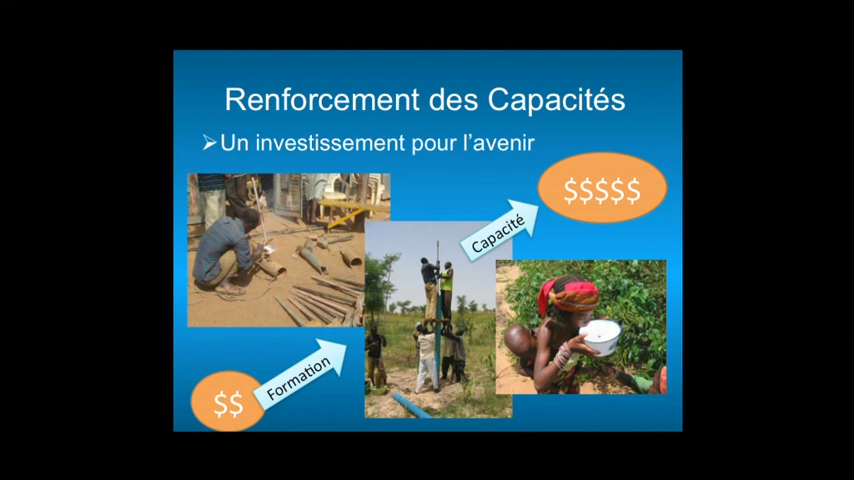 Renforcement des Capacités
➢Un investissement pour l’avenir
$$$$$
Capacité
Formation
$$